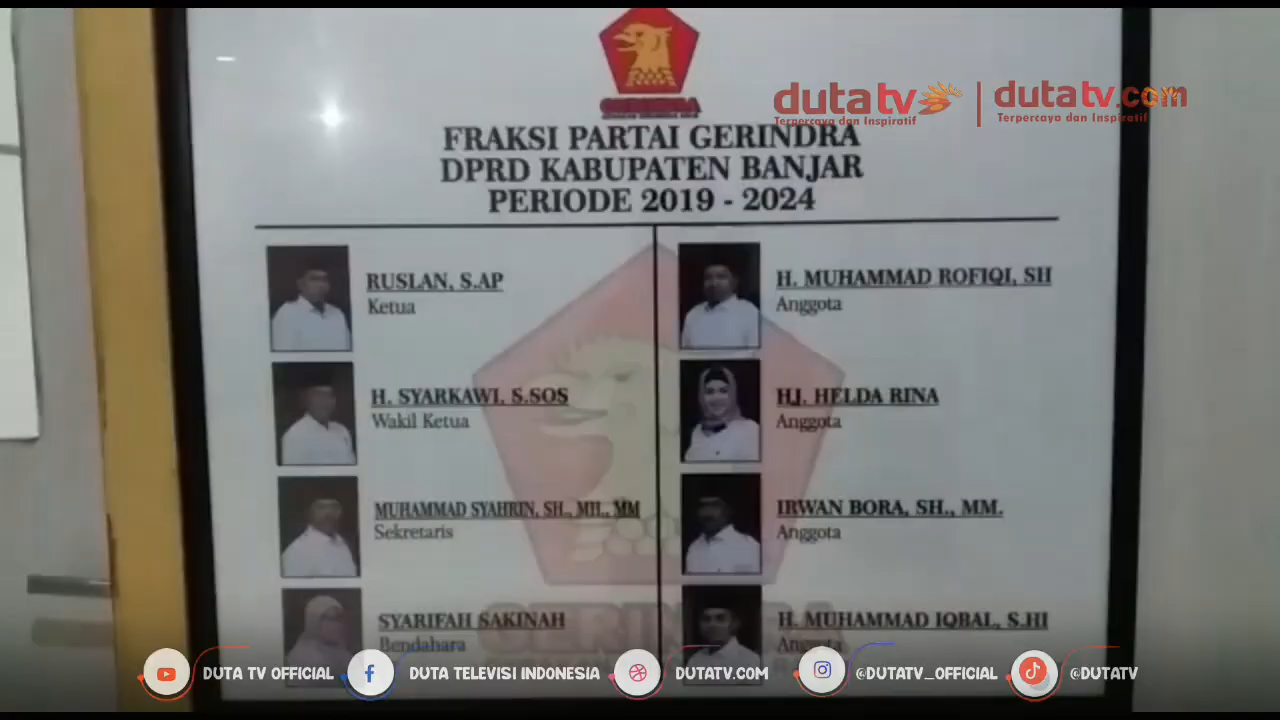 GERINDRA
dutatv
Terpercaya dan Inspiratif
dutatv.com
Terpercaya dan Inspiratif
FRAKSI PARTAI GERINDRA
DPRD KABUPATEN BANJAR
PERIODE 2019 - 2024
RUSLAN, S.AP
Ketua
H. SYARKAWI, S.SOS
Wakil Ketua
MUHAMMAD SYAHRIN, SH., MH., MM
Sekretaris
SYARIFAH SAKINAH
Bendahara
H. MUHAMMAD ROFIQI, SH
Anggota
HJ. HELDA RINA
Anggota
IRWAN BORA, SH., MM.
Anggota
H. MUHAMMAD IQBAL, S.HI
Anggota
GERINDRA
DUTA TV OFFICIAL
DUTA TELEVISI INDONESIA
DUTATV.COM
@DUTATV_OFFICIAL
@DUTATV